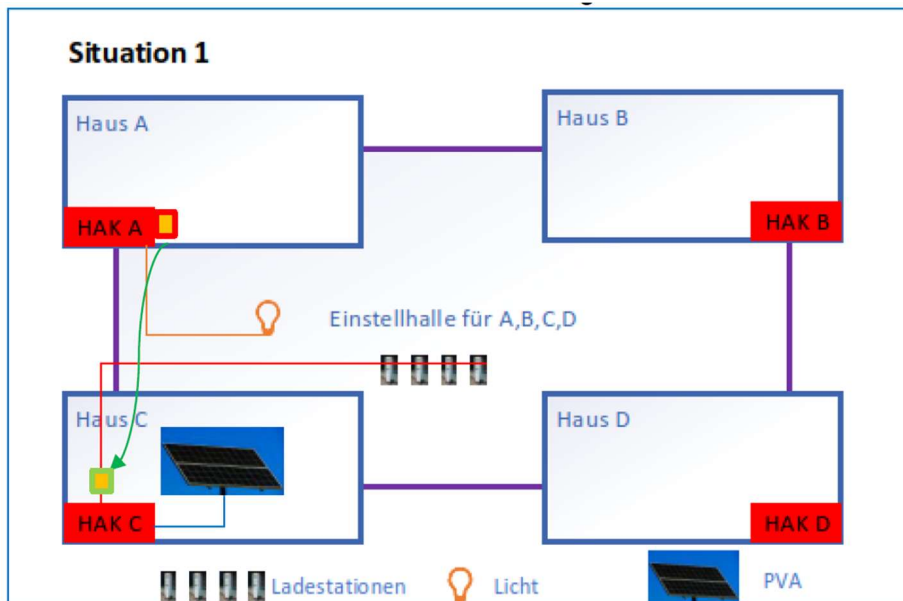 Situation 1
Haus A
Haus B
HAK A
HAK B
Einstellhalle für A,B,C,D
Haus C
Haus D
HAK C
HAK D
Ladestationen
Licht
PVA